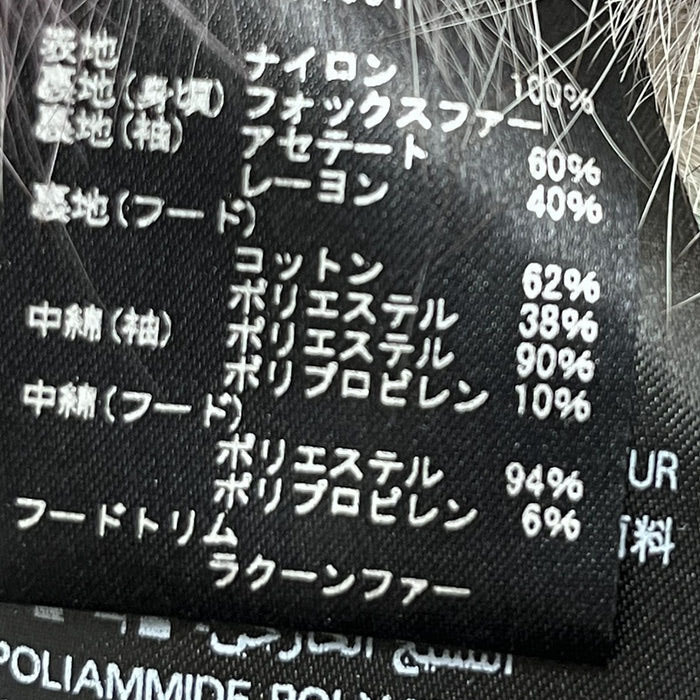 表地 ナイロン 100%
裏地(身頃) フォックスファー
裏地(袖) アセテート 60%
レーヨン 40%
裏地(フード)
コットン 62%
ポリエステル 38%
中綿(袖) ポリエステル 90%
ポリプロピレン 10%
中綿(フード)
ポリエステル 94%
ポリプロピレン 6%
フードトリム
ラクーンファー
UR
料
POLIAMMIDE